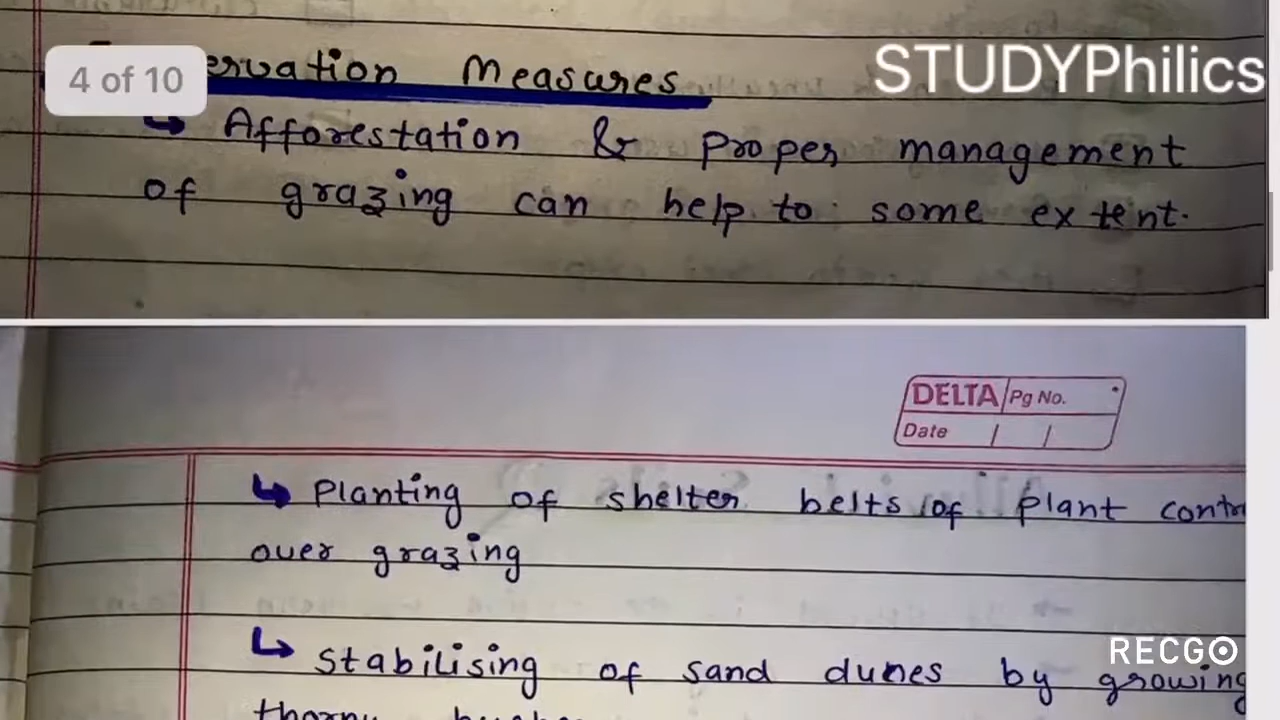 4 of 10
STUDYPhilics
ervation Measures
↳ Afforestation & Proper management
of grazing can help to some extent.
DELTA Pg No.
Date / /
↳ Planting of shelter belts of plant contr
over grazing
↳ Stabilising of sand dunes by growing
RECGO
thorny